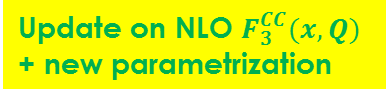 Update on NLO $F_3^{CC}(x, Q)$
+ new parametrization